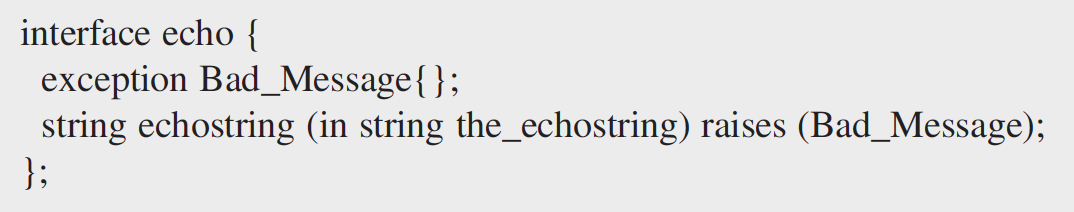 interface echo {
exception Bad_Message{};
string echostring (in string the_echostring) raises (Bad_Message);
};